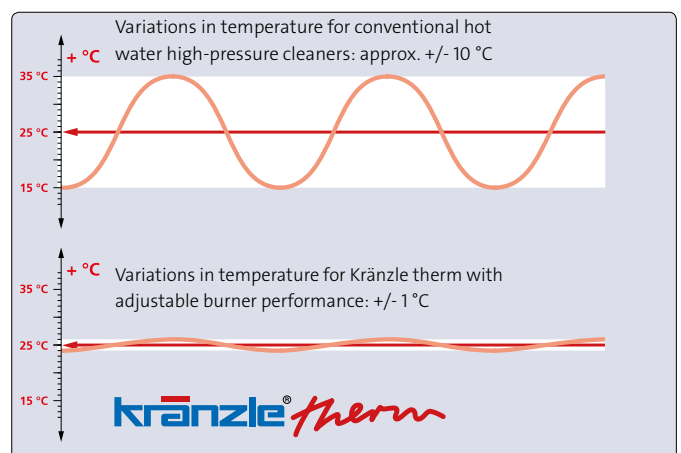 Variations in temperature for conventional hot
water high-pressure cleaners: approx. +/- 10 °C
+ °C
35 °C
25 °C
15 °C
+ °C
Variations in temperature for Kränzle therm with
adjustable burner performance: +/- 1 °C
35 °C
25 °C
15 °C
kränzle® therm